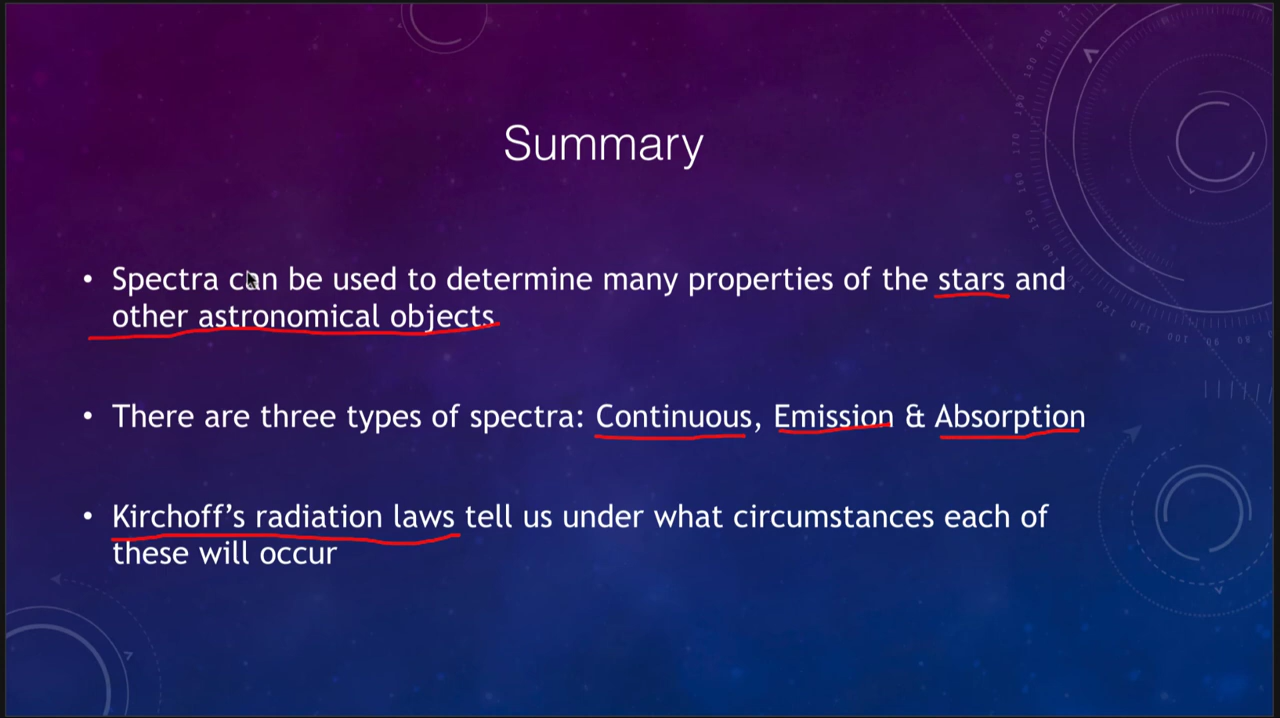 Summary
• Spectra can be used to determine many properties of the stars and
other astronomical objects
• There are three types of spectra: Continuous, Emission & Absorption
• Kirchoff’s radiation laws tell us under what circumstances each of
these will occur